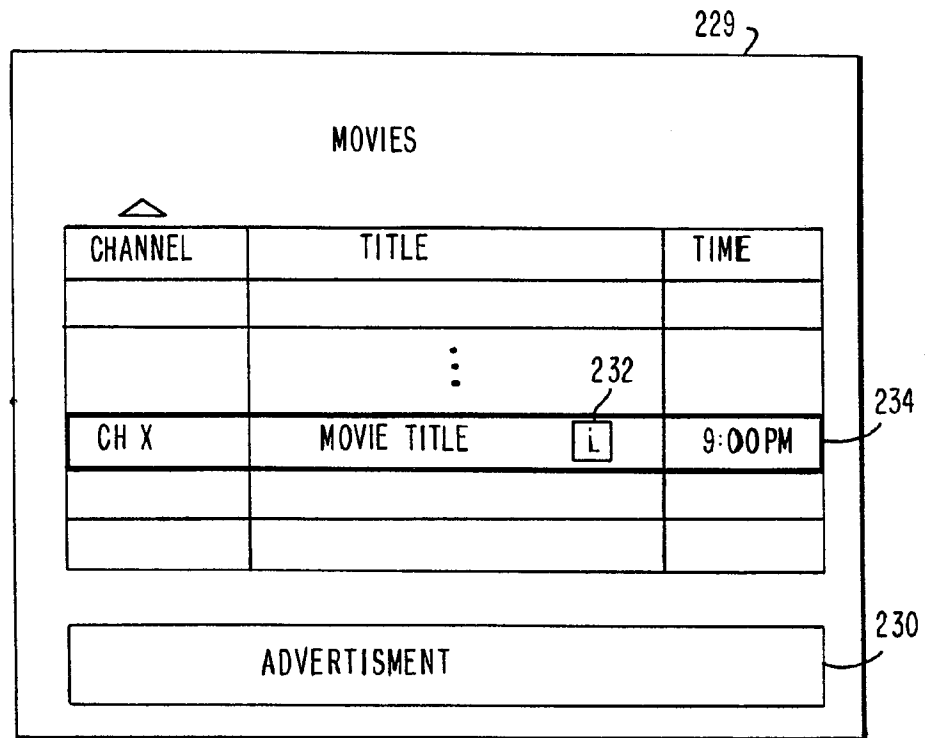 229
MOVIES
CHANNEL TITLE TIME
232
234
CH X MOVIE TITLE i 9:00PM
230
ADVERTISMENT